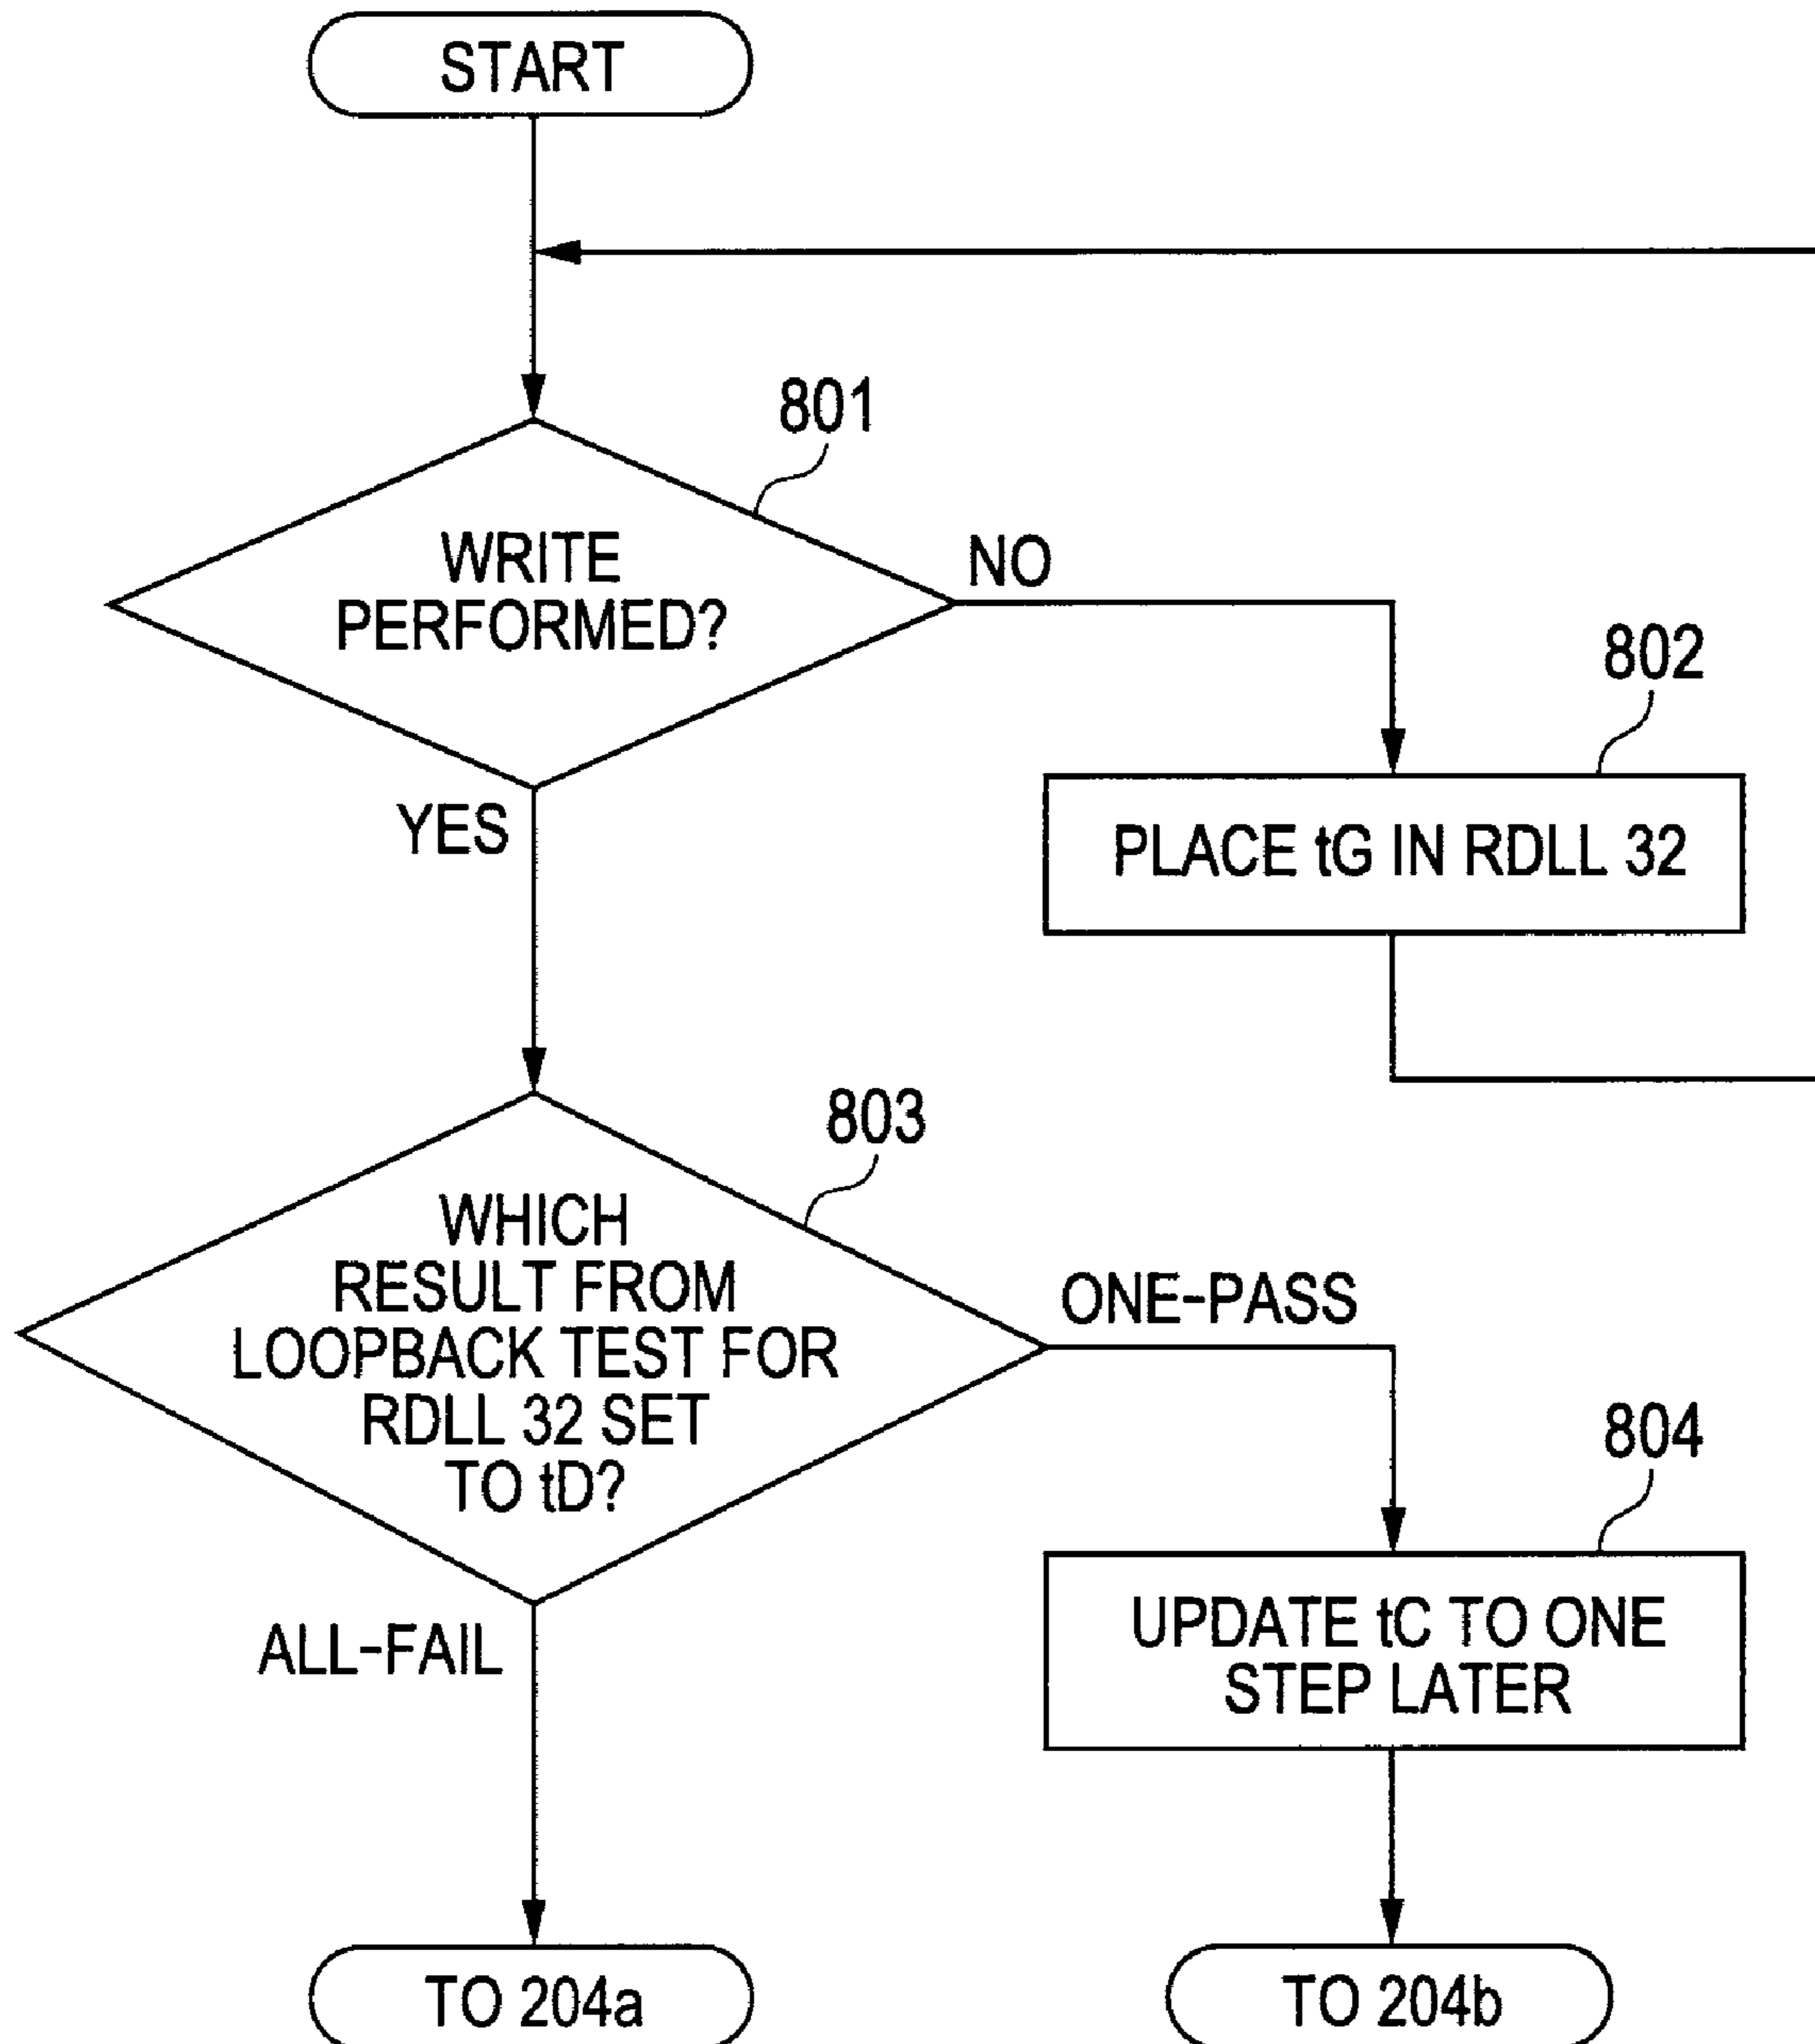 START
801
WRITE
PERFORMED?
NO
YES
802
PLACE tG IN RDLL 32
803
WHICH
RESULT FROM
LOOPBACK TEST FOR
RDLL 32 SET
TO tD?
ONE-PASS
ALL-FAIL
804
UPDATE tC TO ONE
STEP LATER
TO 204a
TO 204b